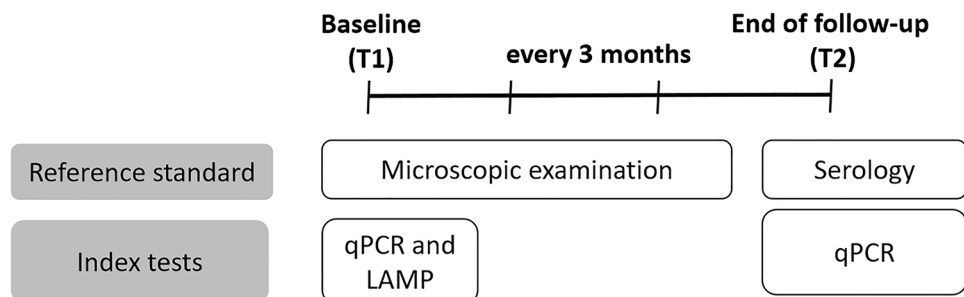 Baseline
(T1)
every 3 months
End of follow-up
(T2)
Reference standard
Microscopic examination
Serology
Index tests
qPCR and
LAMP
qPCR